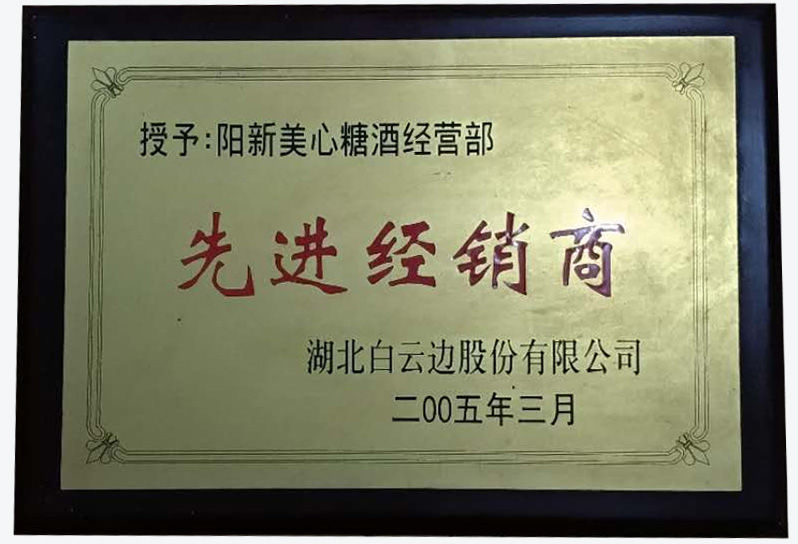 授予:阳新美心糖酒经营部
先进经销商
湖北白云边股份有限公司
二00五年三月